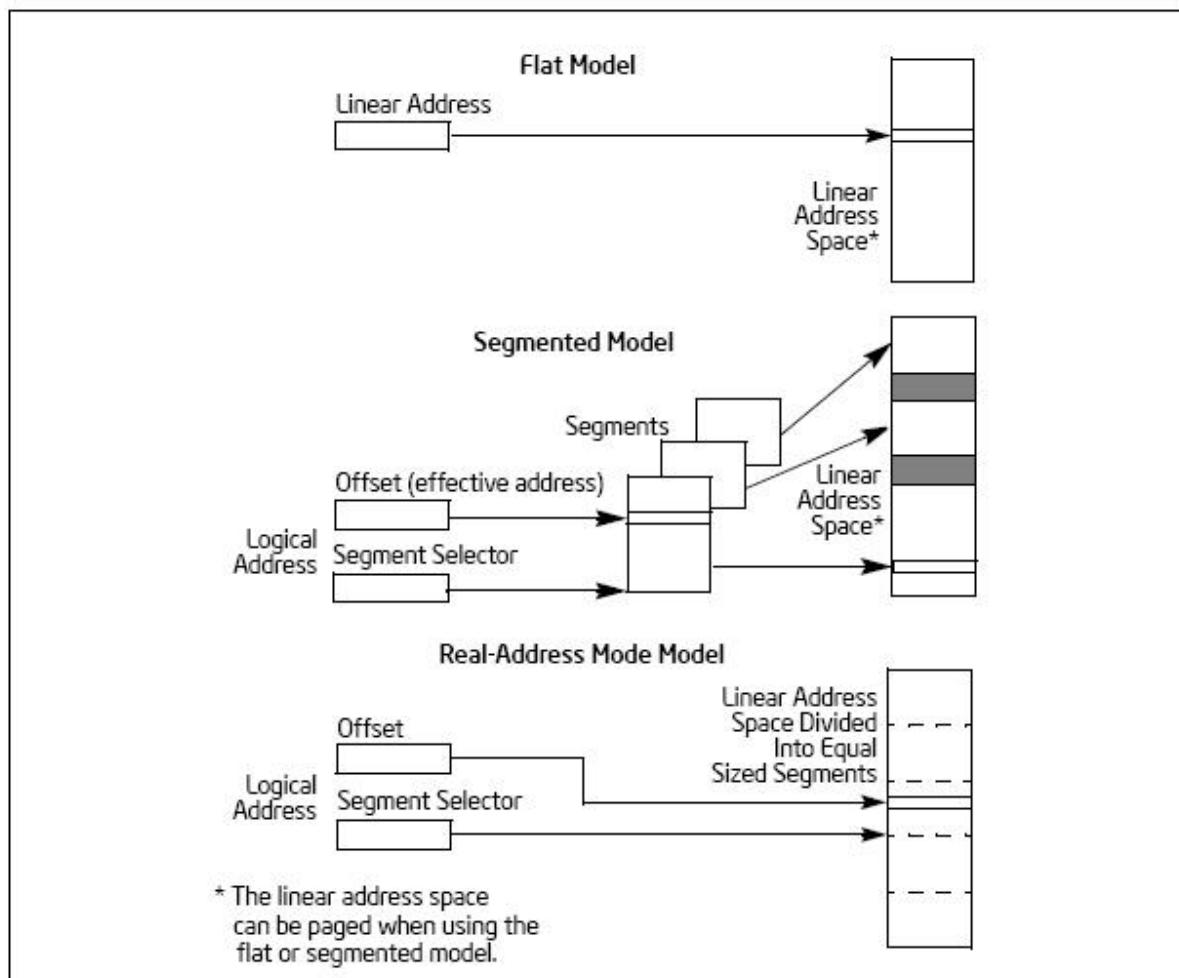 Flat Model
Linear Address
Linear
Address
Space*
Segmented Model
Segments
Offset (effective address)
Logical
Address
Segment Selector
Linear
Address
Space*
Real-Address Mode Model
Offset
Logical
Address
Segment Selector
Linear Address
Space Divided
Into Equal
Sized Segments
* The linear address space
can be paged when using the
flat or segmented model.